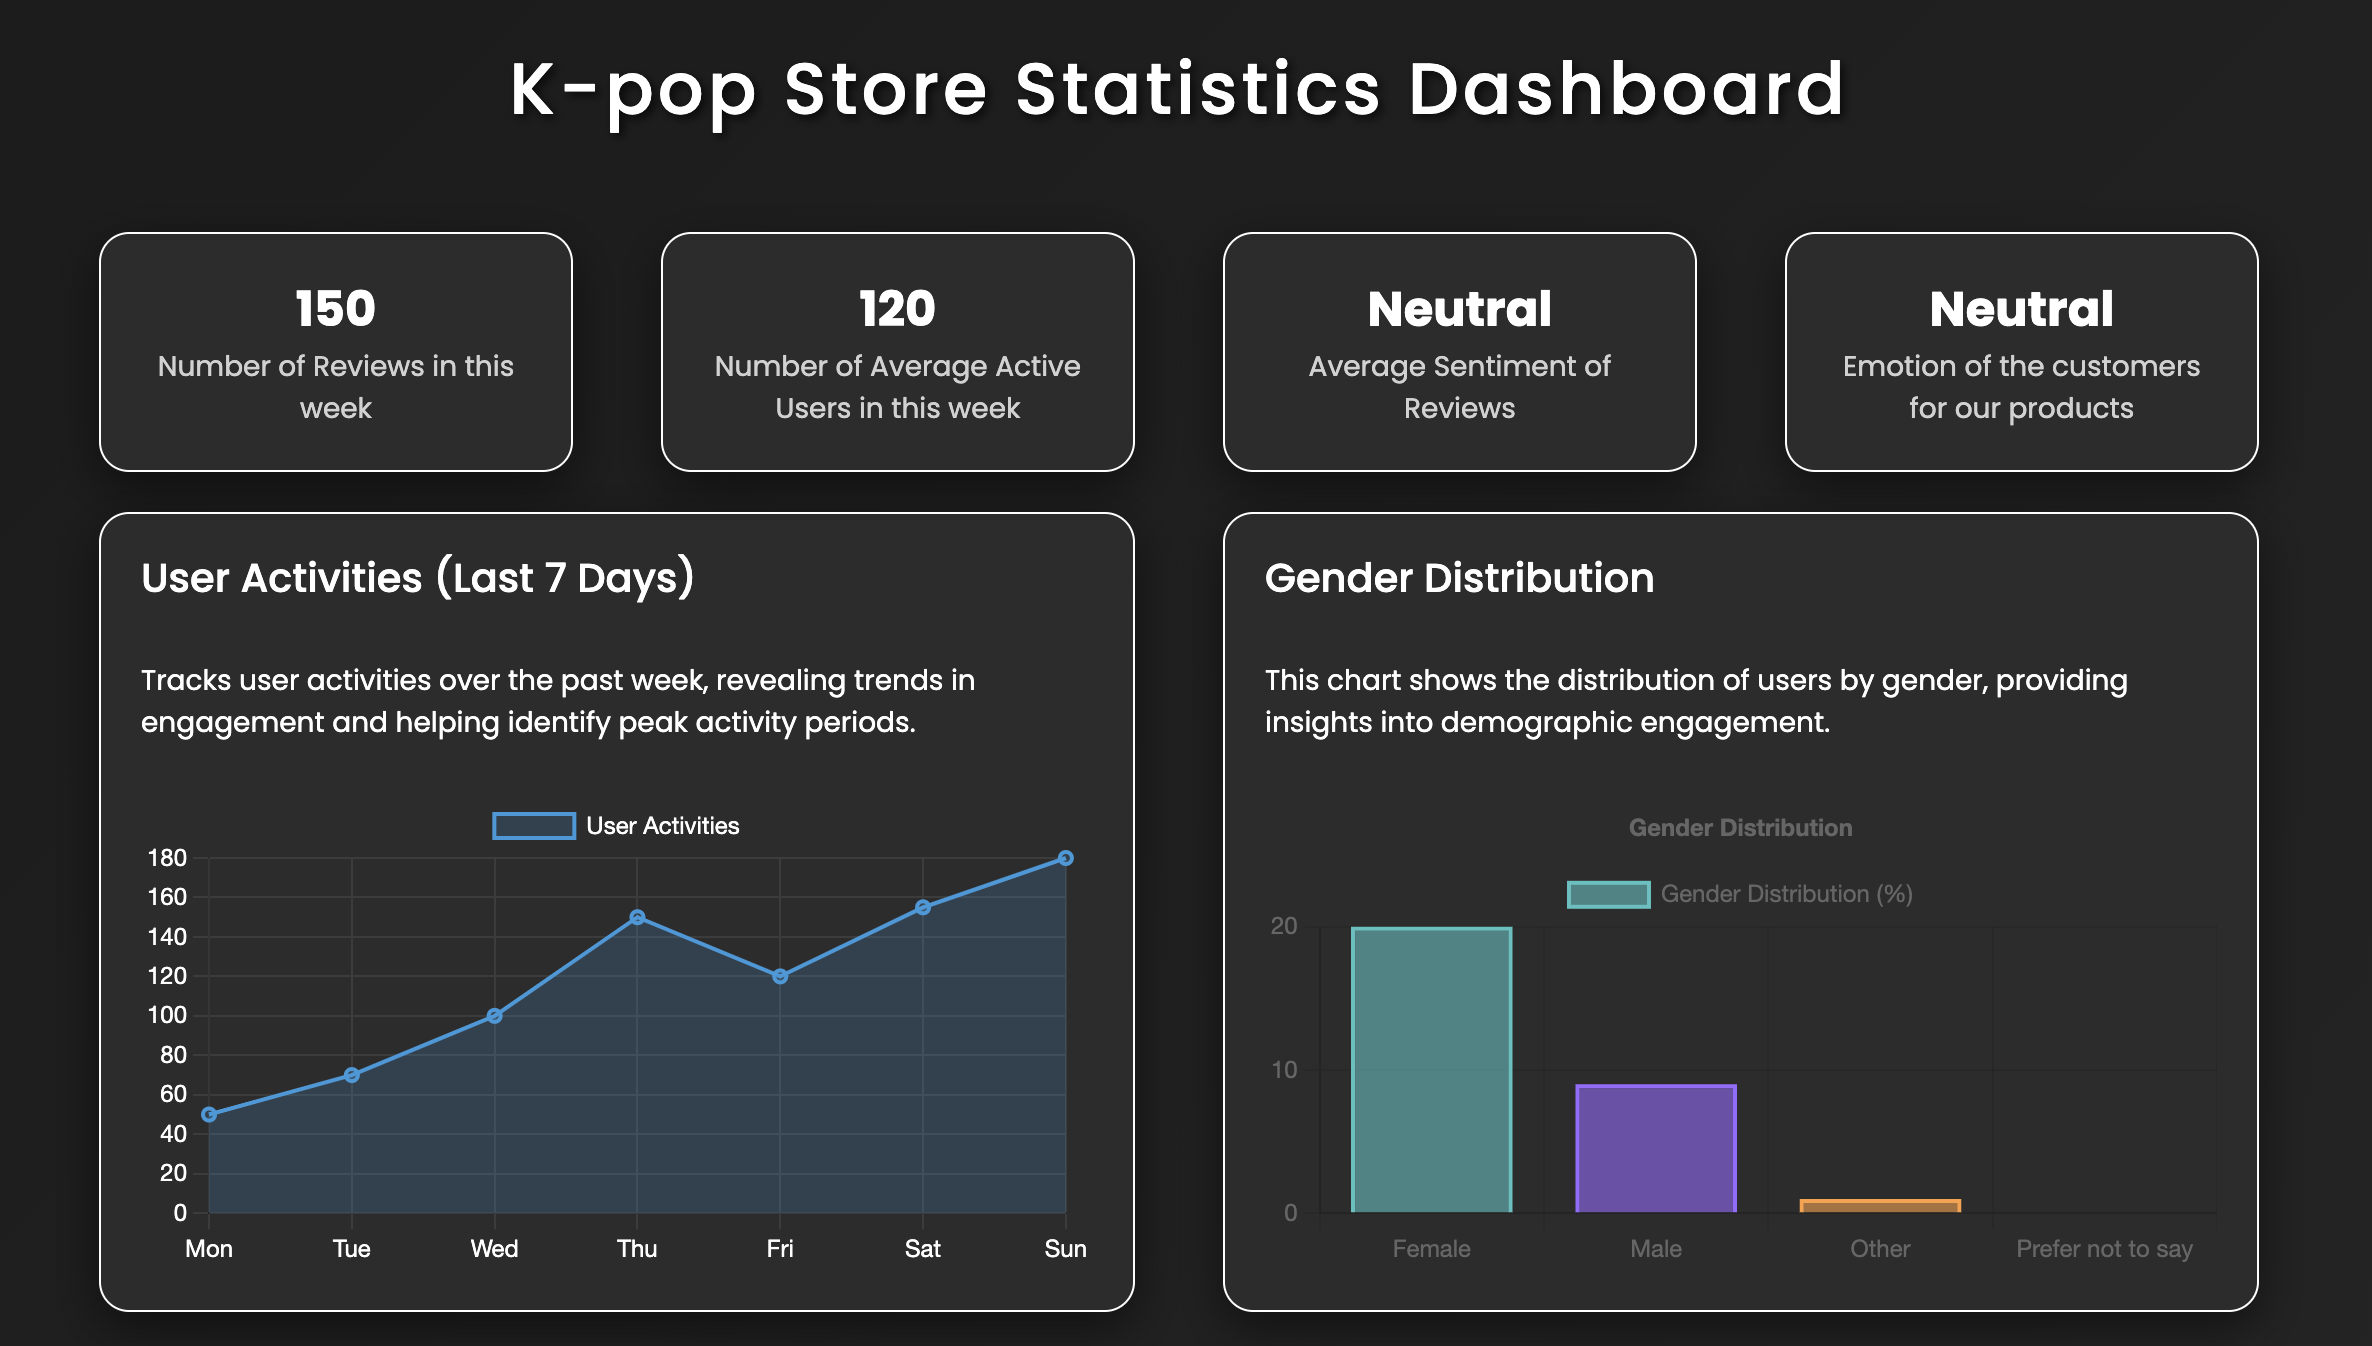 K-pop Store Statistics Dashboard
150
Number of Reviews in this
week
120
Number of Average Active
Users in this week
Neutral
Average Sentiment of
Reviews
Neutral
Emotion of the customers
for our products
User Activities (Last 7 Days)
Tracks user activities over the past week, revealing trends in
engagement and helping identify peak activity periods.
User Activities
180
160
140
120
100
80
60
40
20
0
Mon Tue Wed Thu Fri Sat Sun
Gender Distribution
This chart shows the distribution of users by gender, providing
insights into demographic engagement.
Gender Distribution
Gender Distribution (%)
20
10
0
Female Male Other Prefer not to say